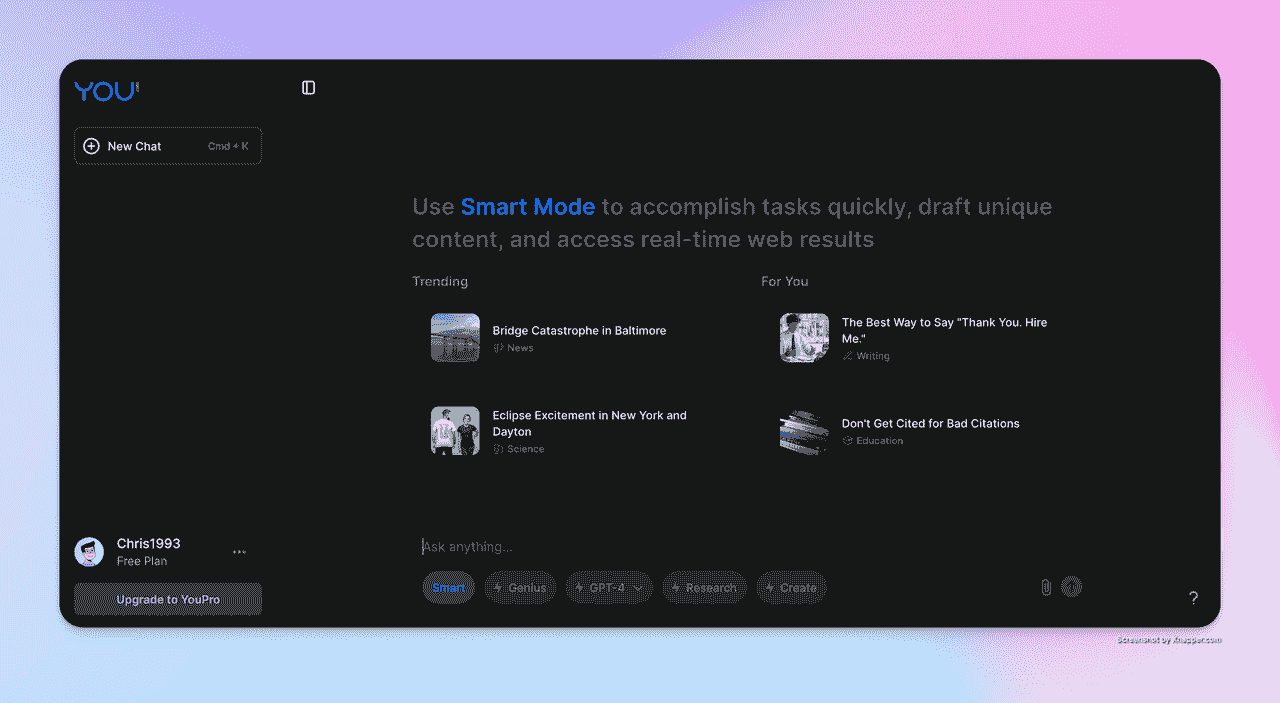 YOU
New Chat
Cmd + K
Use Smart Mode to accomplish tasks quickly, draft unique
content, and access real-time web results
Trending
For You
Bridge Catastrophe in Baltimore
News
The Best Way to Say "Thank You. Hire
Me."
Writing
Eclipse Excitement in New York and
Dayton
Science
Don't Get Cited for Bad Citations
Education
Chris1993
Free Plan
...
Upgrade to YouPro
Ask anything...
Smart
Genius
GPT-4
Research
Create
?
Screenshot by Xnapper.com